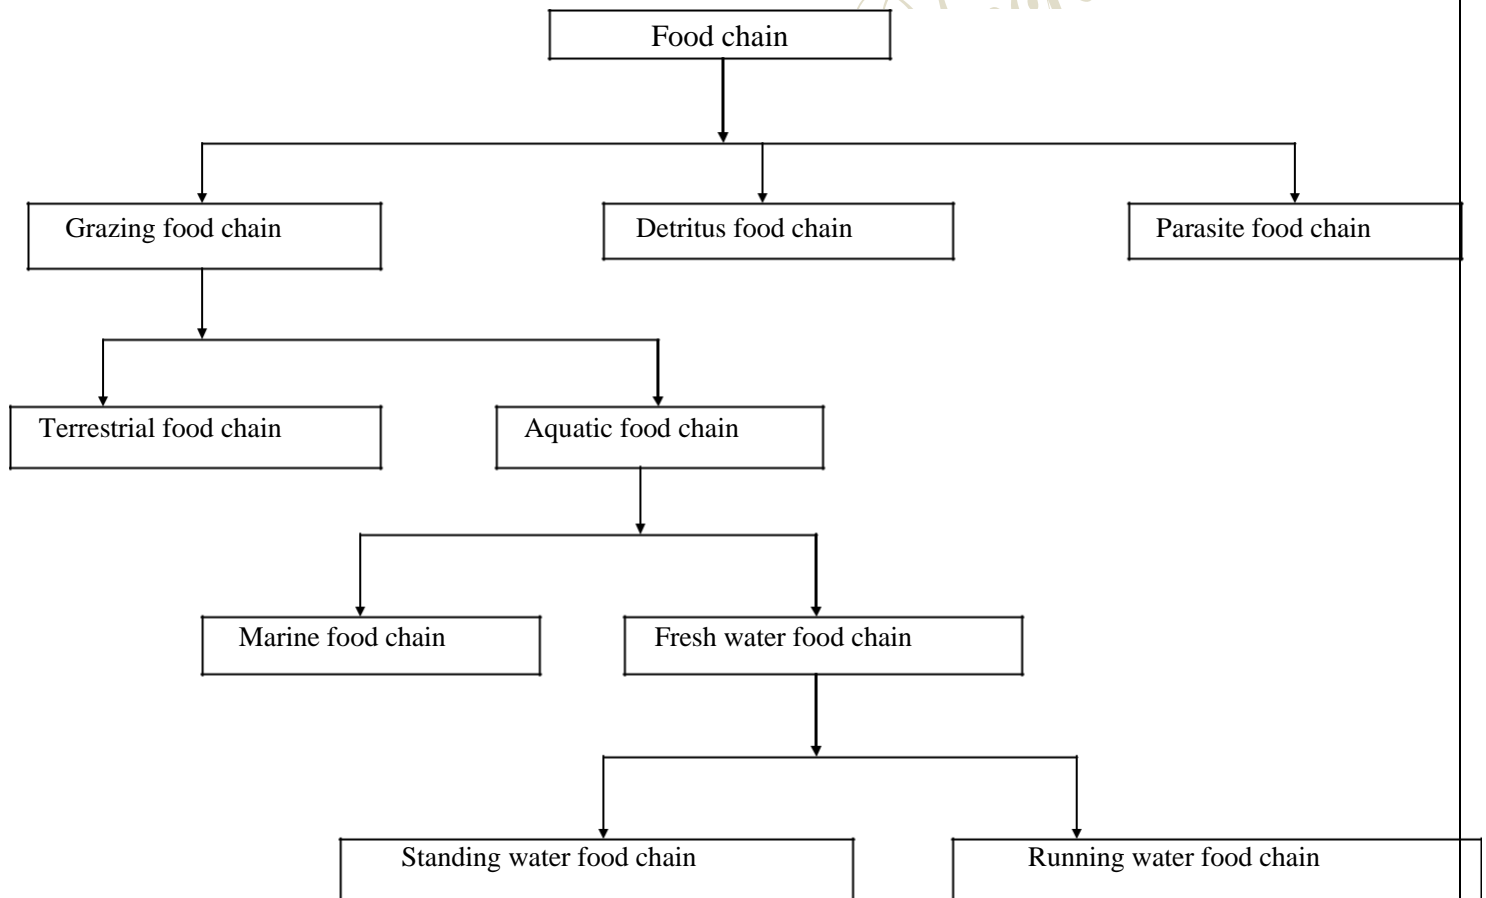 Food chain
Grazing food chain
Detritus food chain
Parasite food chain
Terrestrial food chain
Aquatic food chain
Marine food chain
Fresh water food chain
Standing water food chain
Running water food chain